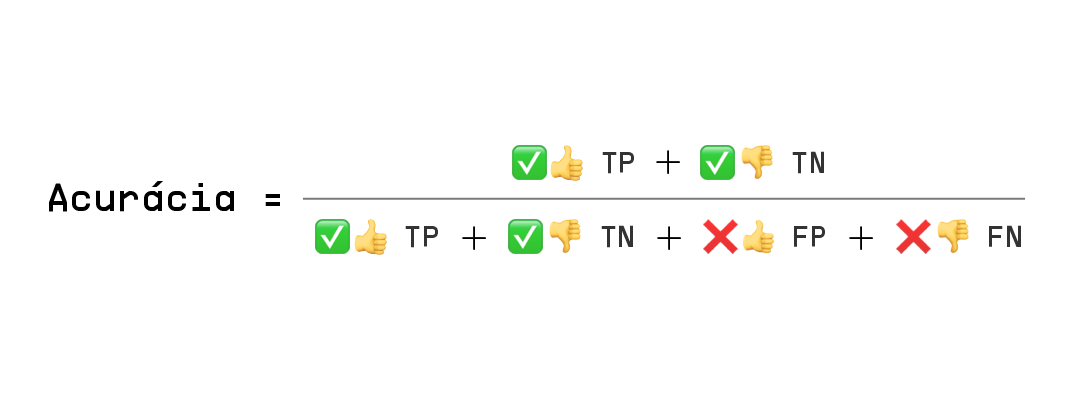 ✅👍 TP + ✅👎 TN
Acurácia =
✅👍 TP + ✅👎 TN + ❌👍 FP + ❌👎 FN